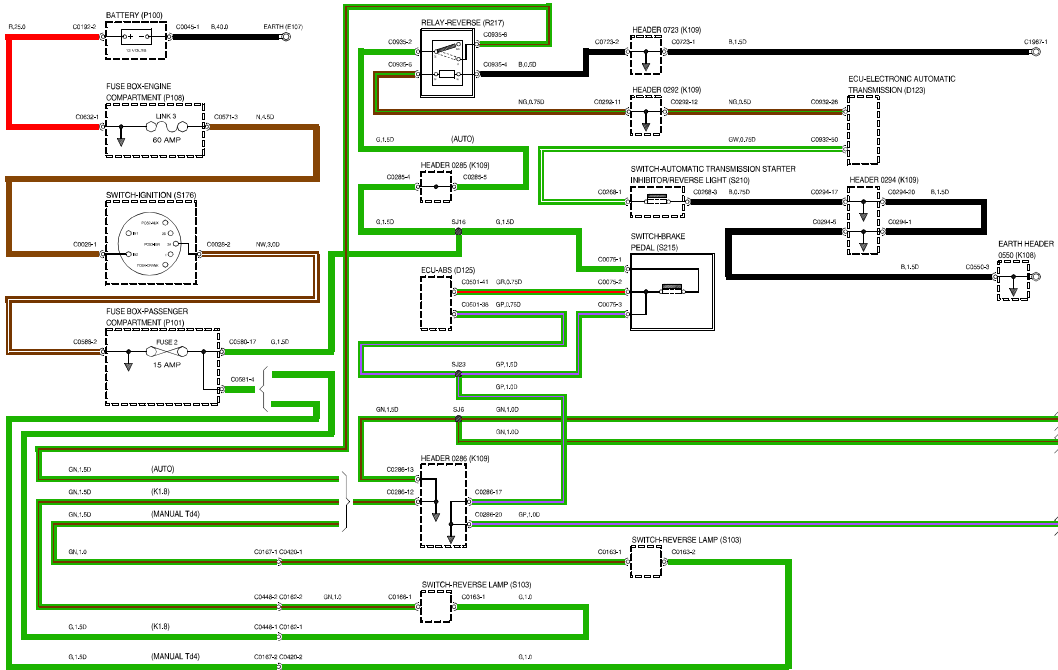 BATTERY (P100)
R,25.0
C0192-2
C0045-1
B,40.0
EARTH (E107)
12 VOLTS
FUSE BOX-ENGINE
COMPARTMENT (P108)
C0632-1
LINK 3
60 AMP
C0571-3
N,4.5D
SWITCH-IGNITION (S176)
C0028-2
NW,3.0D
FUSE BOX-PASSENGER
COMPARTMENT (P101)
C0588-2
FUSE 2
15 AMP
C0580-17
G,1.5D
C0581-4
RELAY-REVERSE (R217)
C0935-2
C0935-6
C0935-4
B,0.5D
HEADER 0723 (K109)
C0723-2
C0723-1
B,1.5D
C1967-1
HEADER 0292 (K109)
NG,0.75D
C0292-11
C0292-12
NG,0.5D
C0932-26
ECU-ELECTRONIC AUTOMATIC
TRANSMISSION (D123)
G,1.5D
(AUTO)
GW,0.75D
C0932-50
HEADER 0285 (K109)
C0285-4
SWITCH-AUTOMATIC TRANSMISSION STARTER
INHIBITOR/REVERSE LIGHT (S210)
C0268-1
C0268-3
B,0.75D
HEADER 0294 (K109)
C0294-17
C0294-20
B,1.5D
C0294-1
G,1.5D
SJ16
G,1.5D
SWITCH-BRAKE
PEDAL (S215)
C0075-1
C0075-2
C0075-3
EARTH HEADER
0550 (K108)
B,1.5D
C0550-3
ECU-ABS (D125)
C0501-41
GR,0.75D
C0501-38
GP,0.75D
SJ23
GP,1.5D
GP,1.0D
GN,1.5D
SJ6
GN,1.0D
GN,1.0D
HEADER 0286 (K109)
C0286-13
C0286-12
C0286-17
C0286-20
GP,1.0D
GN,1.5D
(AUTO)
GN,1.5D
(K1.8)
GN,1.5D
(MANUAL Td4)
GN,1.0
C0167-1
C0420-1
SWITCH-REVERSE LAMP (S103)
C0163-1
C0163-2
SWITCH-REVERSE LAMP (S103)
C0448-2
C0162-2
GN,1.0
C0166-1
C0163-1
G,1.0
G,1.5D
(K1.8)
C0448-1
C0162-1
G,1.5D
(MANUAL Td4)
C0167-2
C0420-2
G,1.0